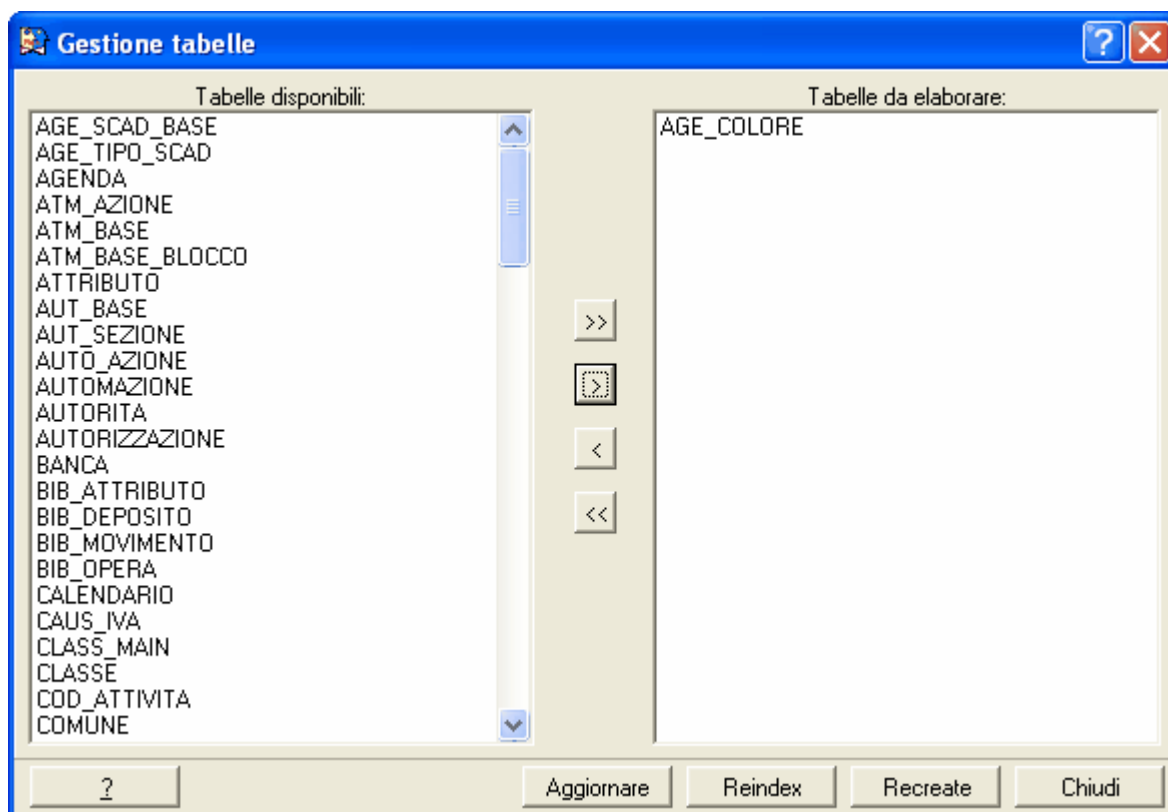 Gestione tabelle
Tabelle disponibili:
AGE_SCAD_BASE
AGE_TIPO_SCAD
AGENDA
ATM_AZIONE
ATM_BASE
ATM_BASE_BLOCCO
ATTRIBUTO
AUT_BASE
AUT_SEZIONE
AUTO_AZIONE
AUTOMAZIONE
AUTORITA
AUTORIZZAZIONE
BANCA
BIB_ATTRIBUTO
BIB_DEPOSITO
BIB_MOVIMENTO
BIB_OPERA
CALENDARIO
CAUS_IVA
CLASS_MAIN
CLASSE
COD_ATTIVITA
COMUNE
>>
>
<
<<
Tabelle da elaborare:
AGE_COLORE
? Aggiornare Reindex Recreate Chiudi